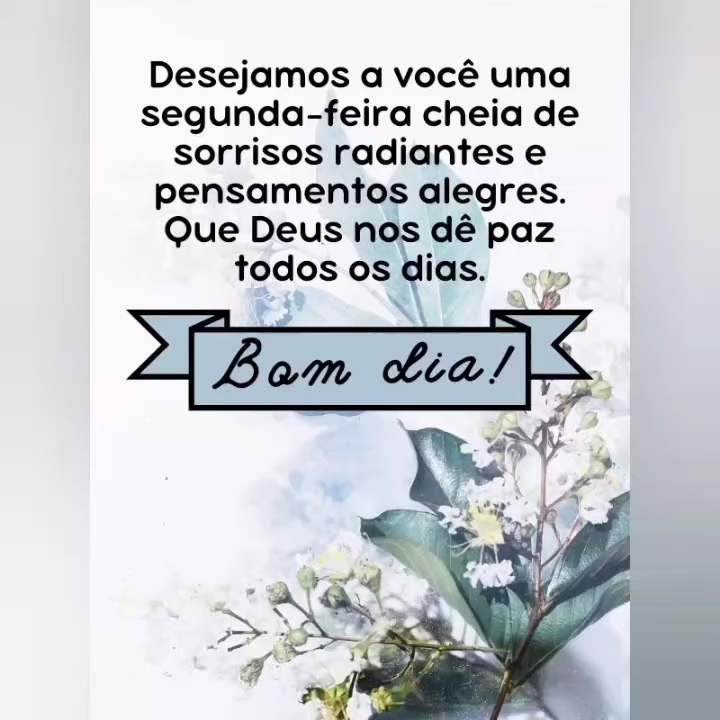 Desejamos a você uma
segunda-feira cheia de
sorrisos radiantes e
pensamentos alegres.
Que Deus nos dê paz
todos os dias.
Bom dia!